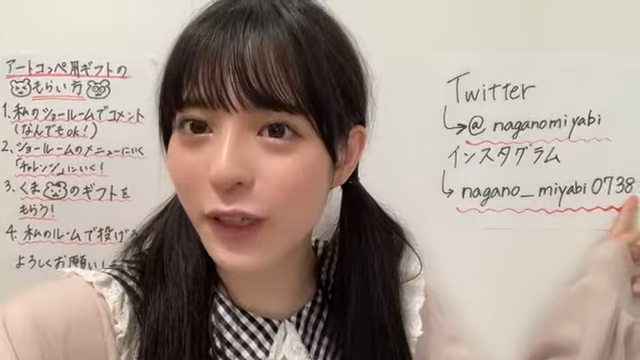 アートコッペ用ギフトの
もらい方
1. 私のショールームでコメント
(なんでもok!)
2. ショールームのメニューにいく
「チャレンジ」にいく!
3. くまのギフトを
もらう!
4. 私のルームで投げ
よろしくお願いし
Twitter
@ naganomiyabi
インスタグラム
nagano_miyabi0738